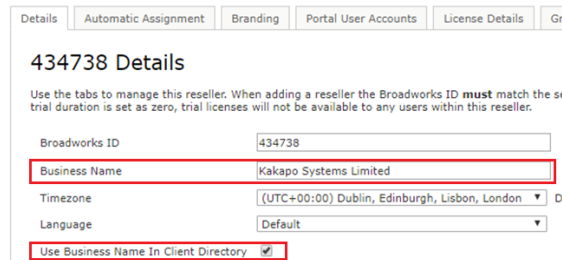 Details Automatic Assignment Branding Portal User Accounts License Details
434738 Details
Use the tabs to manage this reseller. When adding a reseller the Broadworks ID must match the
trial duration is set as zero, trial licenses will not be available to any users within this reseller.
Broadworks ID 434738
Business Name Kakapo Systems Limited
Timezone (UTC+00:00) Dublin, Edinburgh, Lisbon, London
Language Default
Use Business Name In Client Directory